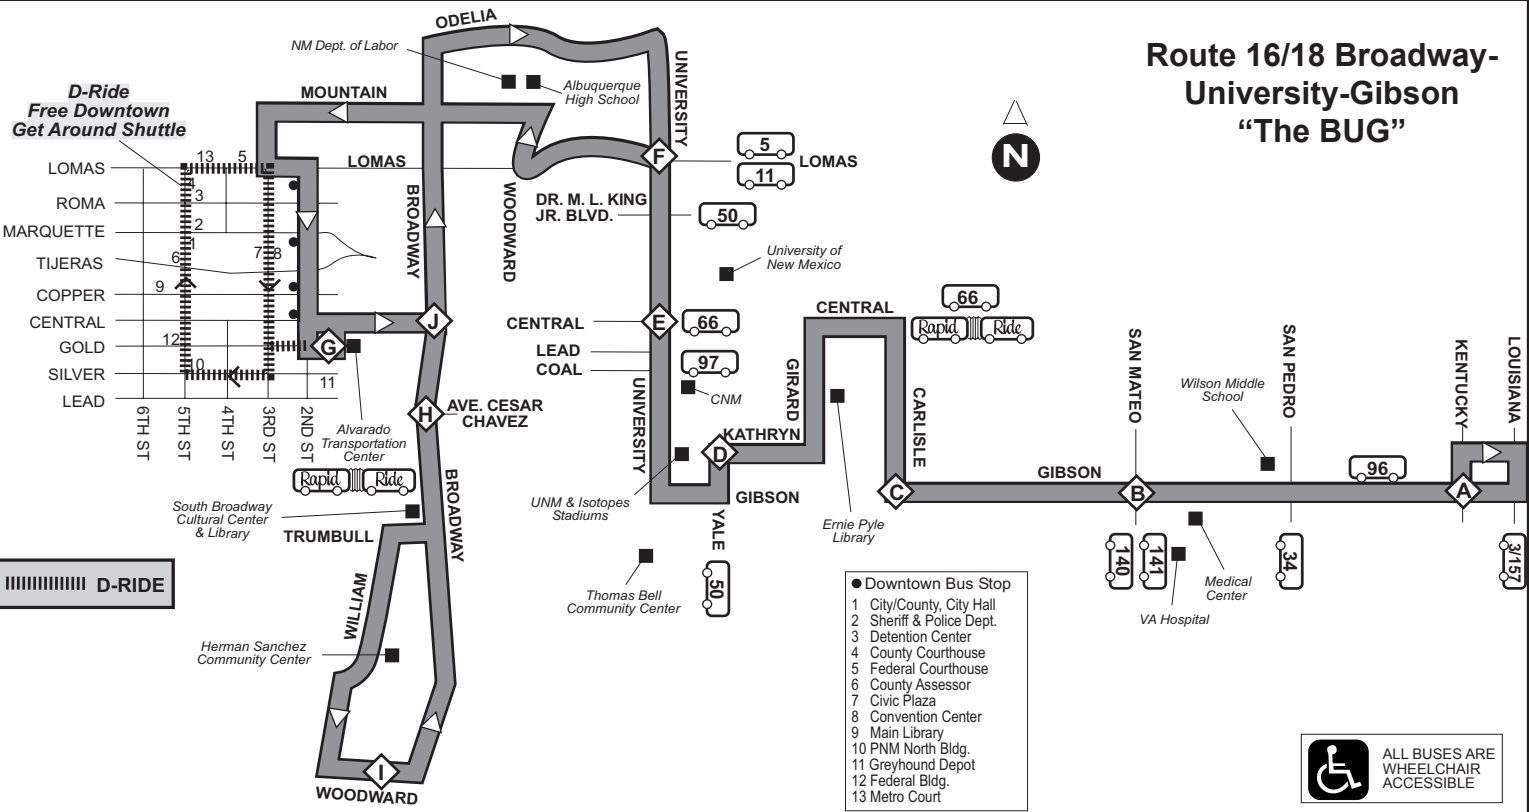 Route 16/18 Broadway-
University-Gibson
“The BUG”
N
ODELIA
NM Dept. of Labor
Albuquerque
High School
UNIVERSITY
MOUNTAIN
D-Ride
Free Downtown
Get Around Shuttle
LOMAS
ROMA
MARQUETTE
TIJERAS
COPPER
CENTRAL
GOLD
SILVER
LEAD
13
5
4
3
2
1
6
7
8
9
12
10
11
6TH ST
5TH ST
4TH ST
3RD ST
2ND ST
LOMAS
BROADWAY
WOODWARD
F
5
11
LOMAS
DR. M. L. KING
JR. BLVD.
50
University of
New Mexico
CENTRAL
E
66
LEAD
COAL
97
CNM
UNIVERSITY
G
J
Alvarado
Transportation
Center
Rapid Ride
H
AVE. CESAR
CHAVEZ
BROADWAY
South Broadway
Cultural Center
& Library
TRUMBULL
WILLIAM
Herman Sanchez
Community Center
I
WOODWARD
D-RIDE
UNM & Isotopes
Stadiums
D
KATHRYN
GIBSON
YALE
50
Thomas Bell
Community Center
GIRARD
CENTRAL
66
Rapid Ride
CARLISLE
Ernie Pyle
Library
C
GIBSON
SAN MATEO
B
140
141
VA Hospital
Medical
Center
Wilson Middle
School
SAN PEDRO
34
96
KENTUCKY
A
LOUISIANA
3/157
Downtown Bus Stop
1 City/County, City Hall
2 Sheriff & Police Dept.
3 Detention Center
4 County Courthouse
5 Federal Courthouse
6 County Assessor
7 Civic Plaza
8 Convention Center
9 Main Library
10 PNM North Bldg.
11 Greyhound Depot
12 Federal Bldg.
13 Metro Court
ALL BUSES ARE
WHEELCHAIR
ACCESSIBLE